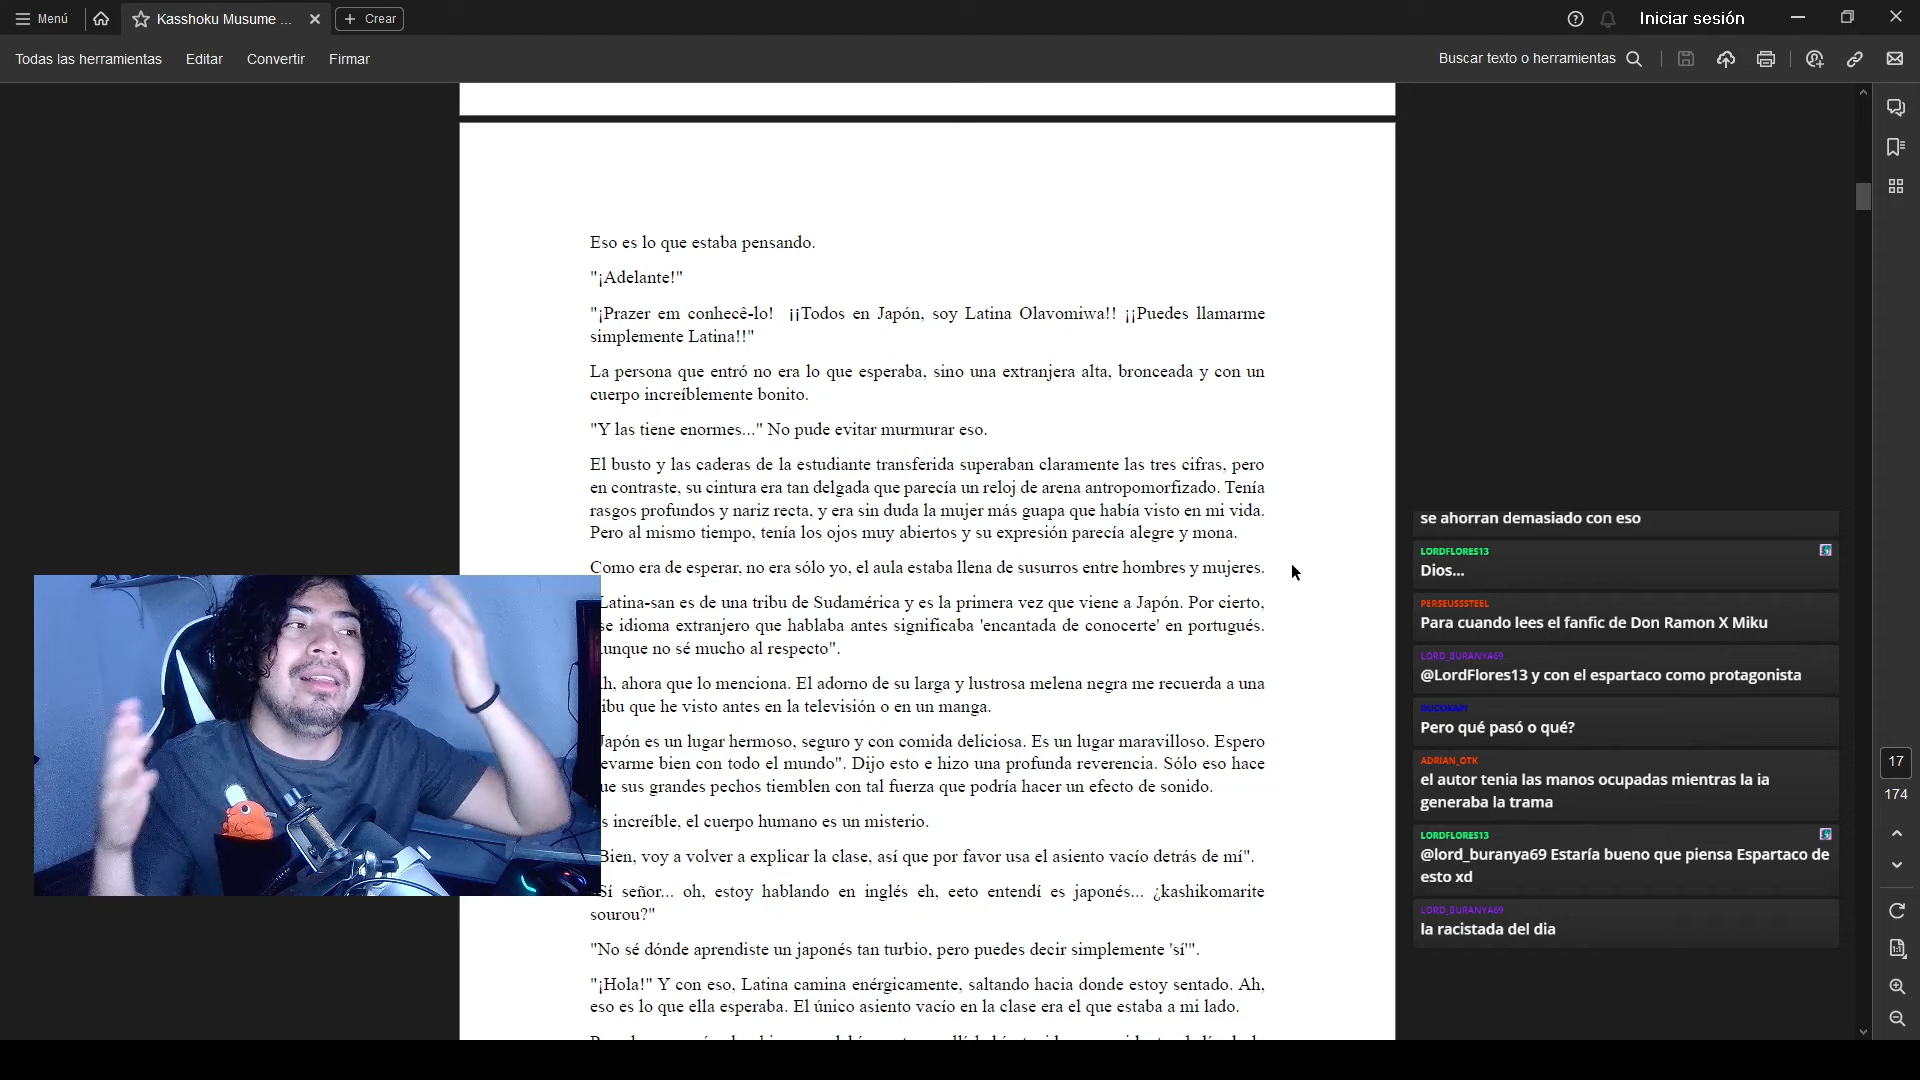 Menú
Kasshoku Musume ...
Crear
Iniciar sesión
Todas las herramientas
Editar
Convertir
Firmar
Buscar texto o herramientas
Eso es lo que estaba pensando.
"¡Adelante!"
"¡Prazer em conhecê-lo! ¡¡Todos en Japón, soy Latina Olavomiwa!! ¡¡Puedes llamarme
simplemente Latina!!"
La persona que entró no era lo que esperaba, sino una extranjera alta, bronceada y con un
cuerpo increíblemente bonito.
"Y las tiene enormes..." No pude evitar murmurar eso.
El busto y las caderas de la estudiante transferida superaban claramente las tres cifras, pero
en contraste, su cintura era tan delgada que parecía un reloj de arena antropomorfizado. Tenía
rasgos profundos y nariz recta, y era sin duda la mujer más guapa que había visto en mi vida.
Pero al mismo tiempo, tenía los ojos muy abiertos y su expresión parecía alegre y mona.
Como era de esperar, no era sólo yo, el aula estaba llena de susurros entre hombres y mujeres.
Latina-san es de una tribu de Sudamérica y es la primera vez que viene a Japón. Por cierto,
se idioma extranjero que hablaba antes significaba 'encantada de conocerte' en portugués.
unque no sé mucho al respecto".
h, ahora que lo menciona. El adorno de su larga y lustrosa melena negra me recuerda a una
ibu que he visto antes en la televisión o en un manga.
Japón es un lugar hermoso, seguro y con comida deliciosa. Es un lugar maravilloso. Espero
evarme bien con todo el mundo". Dijo esto e hizo una profunda reverencia. Sólo eso hace
ue sus grandes pechos tiemblen con tal fuerza que podría hacer un efecto de sonido.
s increíble, el cuerpo humano es un misterio.
Bien, voy a volver a explicar la clase, así que por favor usa el asiento vacío detrás de mí".
Sí señor... oh, estoy hablando en inglés eh, eeto entendí es japonés... ¿kashikomarite
sourou?"
"No sé dónde aprendiste un japonés tan turbio, pero puedes decir simplemente 'sí'".
"¡Hola!" Y con eso, Latina camina enérgicamente, saltando hacia donde estoy sentado. Ah,
eso es lo que ella esperaba. El único asiento vacío en la clase era el que estaba a mi lado.
se ahorran demasiado con eso
LORDFLORES13
Dios...
PERSEUSSSTEEL
Para cuando lees el fanfic de Don Ramon X Miku
LORD_BURANYA69
@LordFlores13 y con el espartaco como protagonista
Pero qué pasó o qué?
ADRIAN_OTK
el autor tenia las manos ocupadas mientras la ia
generaba la trama
LORDFLORES13
@lord_buranya69 Estaría bueno que piensa Espartaco de
esto xd
LORD_BURANYA69
la racistada del dia
17
174